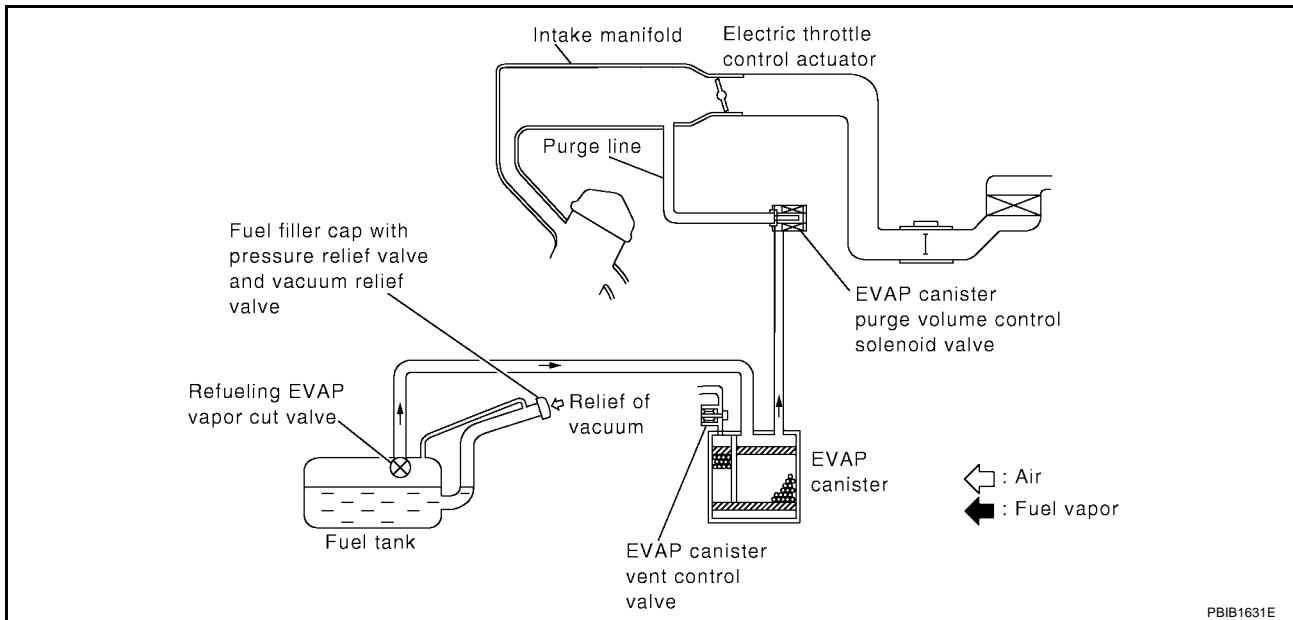 Intake manifold
Electric throttle
control actuator
Purge line
Fuel filler cap with
pressure relief valve
and vacuum relief
valve
EVAP canister
purge volume control
solenoid valve
Refueling EVAP
vapor cut valve
Relief of
vacuum
EVAP
canister
: Air
: Fuel vapor
Fuel tank
EVAP canister
vent control
valve
PBIB1631E